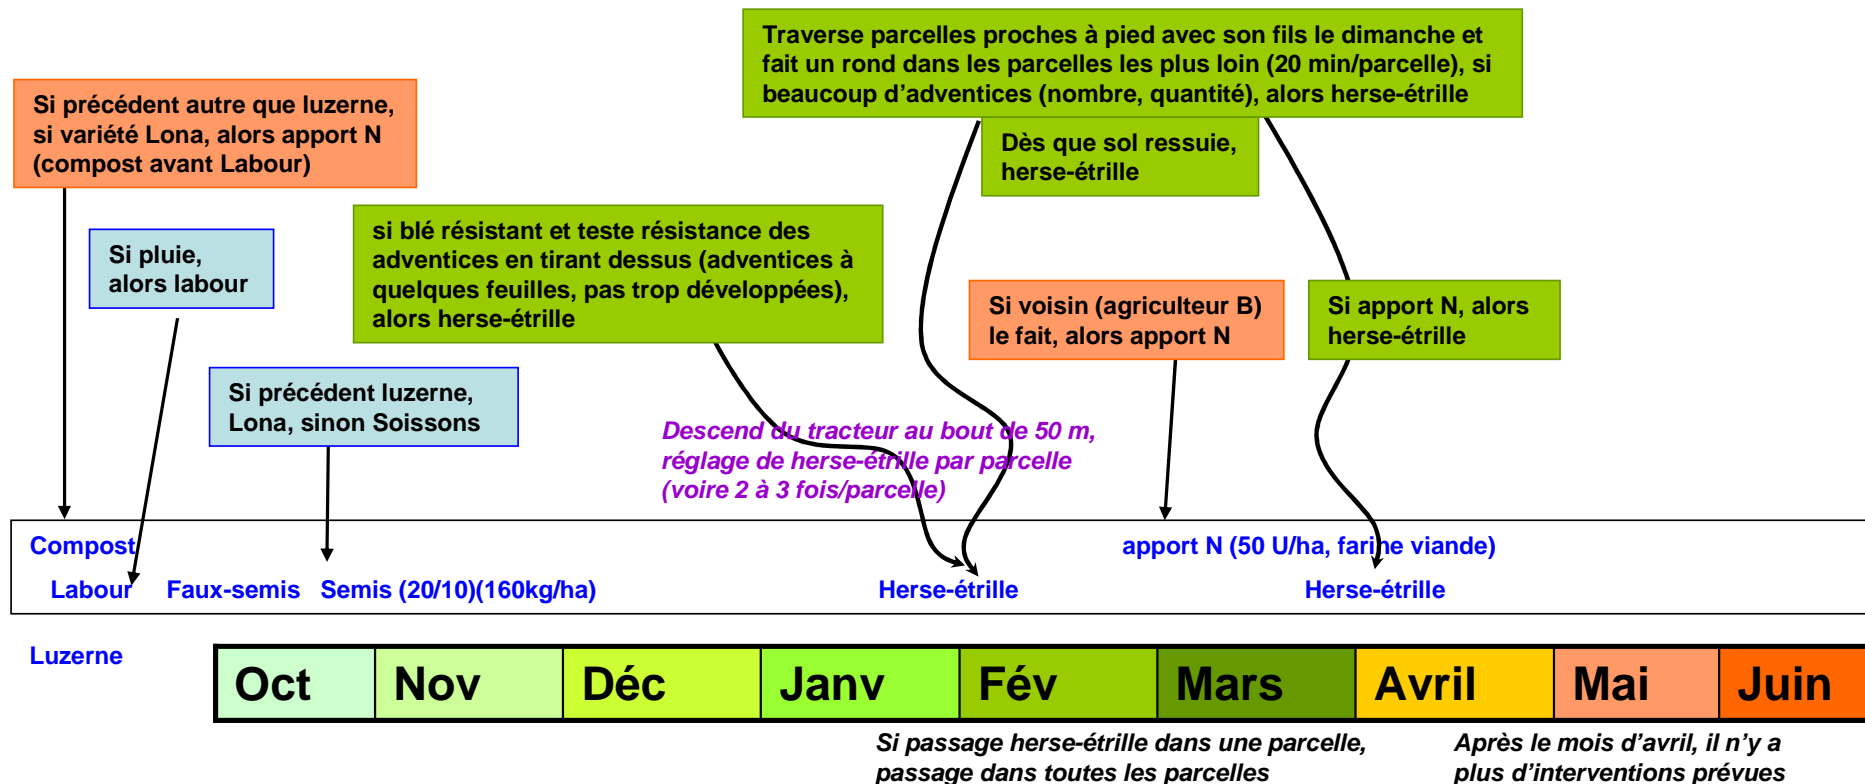 Traverse parcelles proches à pied avec son fils le dimanche et
fait un rond dans les parcelles les plus loin (20 min/parcelle), si
beaucoup d'adventices (nombre, quantité), alors herse-étrille
Si précédent autre que luzerne,
si variété Lona, alors apport N
(compost avant Labour)
Dès que sol ressuie,
herse-étrille
si blé résistant et teste résistance des
adventices en tirant dessus (adventices à
quelques feuilles, pas trop développées),
alors herse-étrille
Si pluie,
alors labour
Si voisin (agriculteur B)
le fait, alors apport N
Si apport N, alors
herse-étrille
Si précédent luzerne,
Lona, sinon Soissons
Descend du tracteur au bout de 50 m,
réglage de herse-étrille par parcelle
(voire 2 à 3 fois/parcelle)
Compost
apport N (50 U/ha, farine viande)
Labour
Faux-semis
Semis (20/10)(160kg/ha)
Herse-étrille
Herse-étrille
Luzerne
Oct
Nov
Déc
Janv
Fév
Mars
Avril
Mai
Juin
Si passage herse-étrille dans une parcelle,
passage dans toutes les parcelles
Après le mois d'avril, il n'y a
plus d'interventions prévues